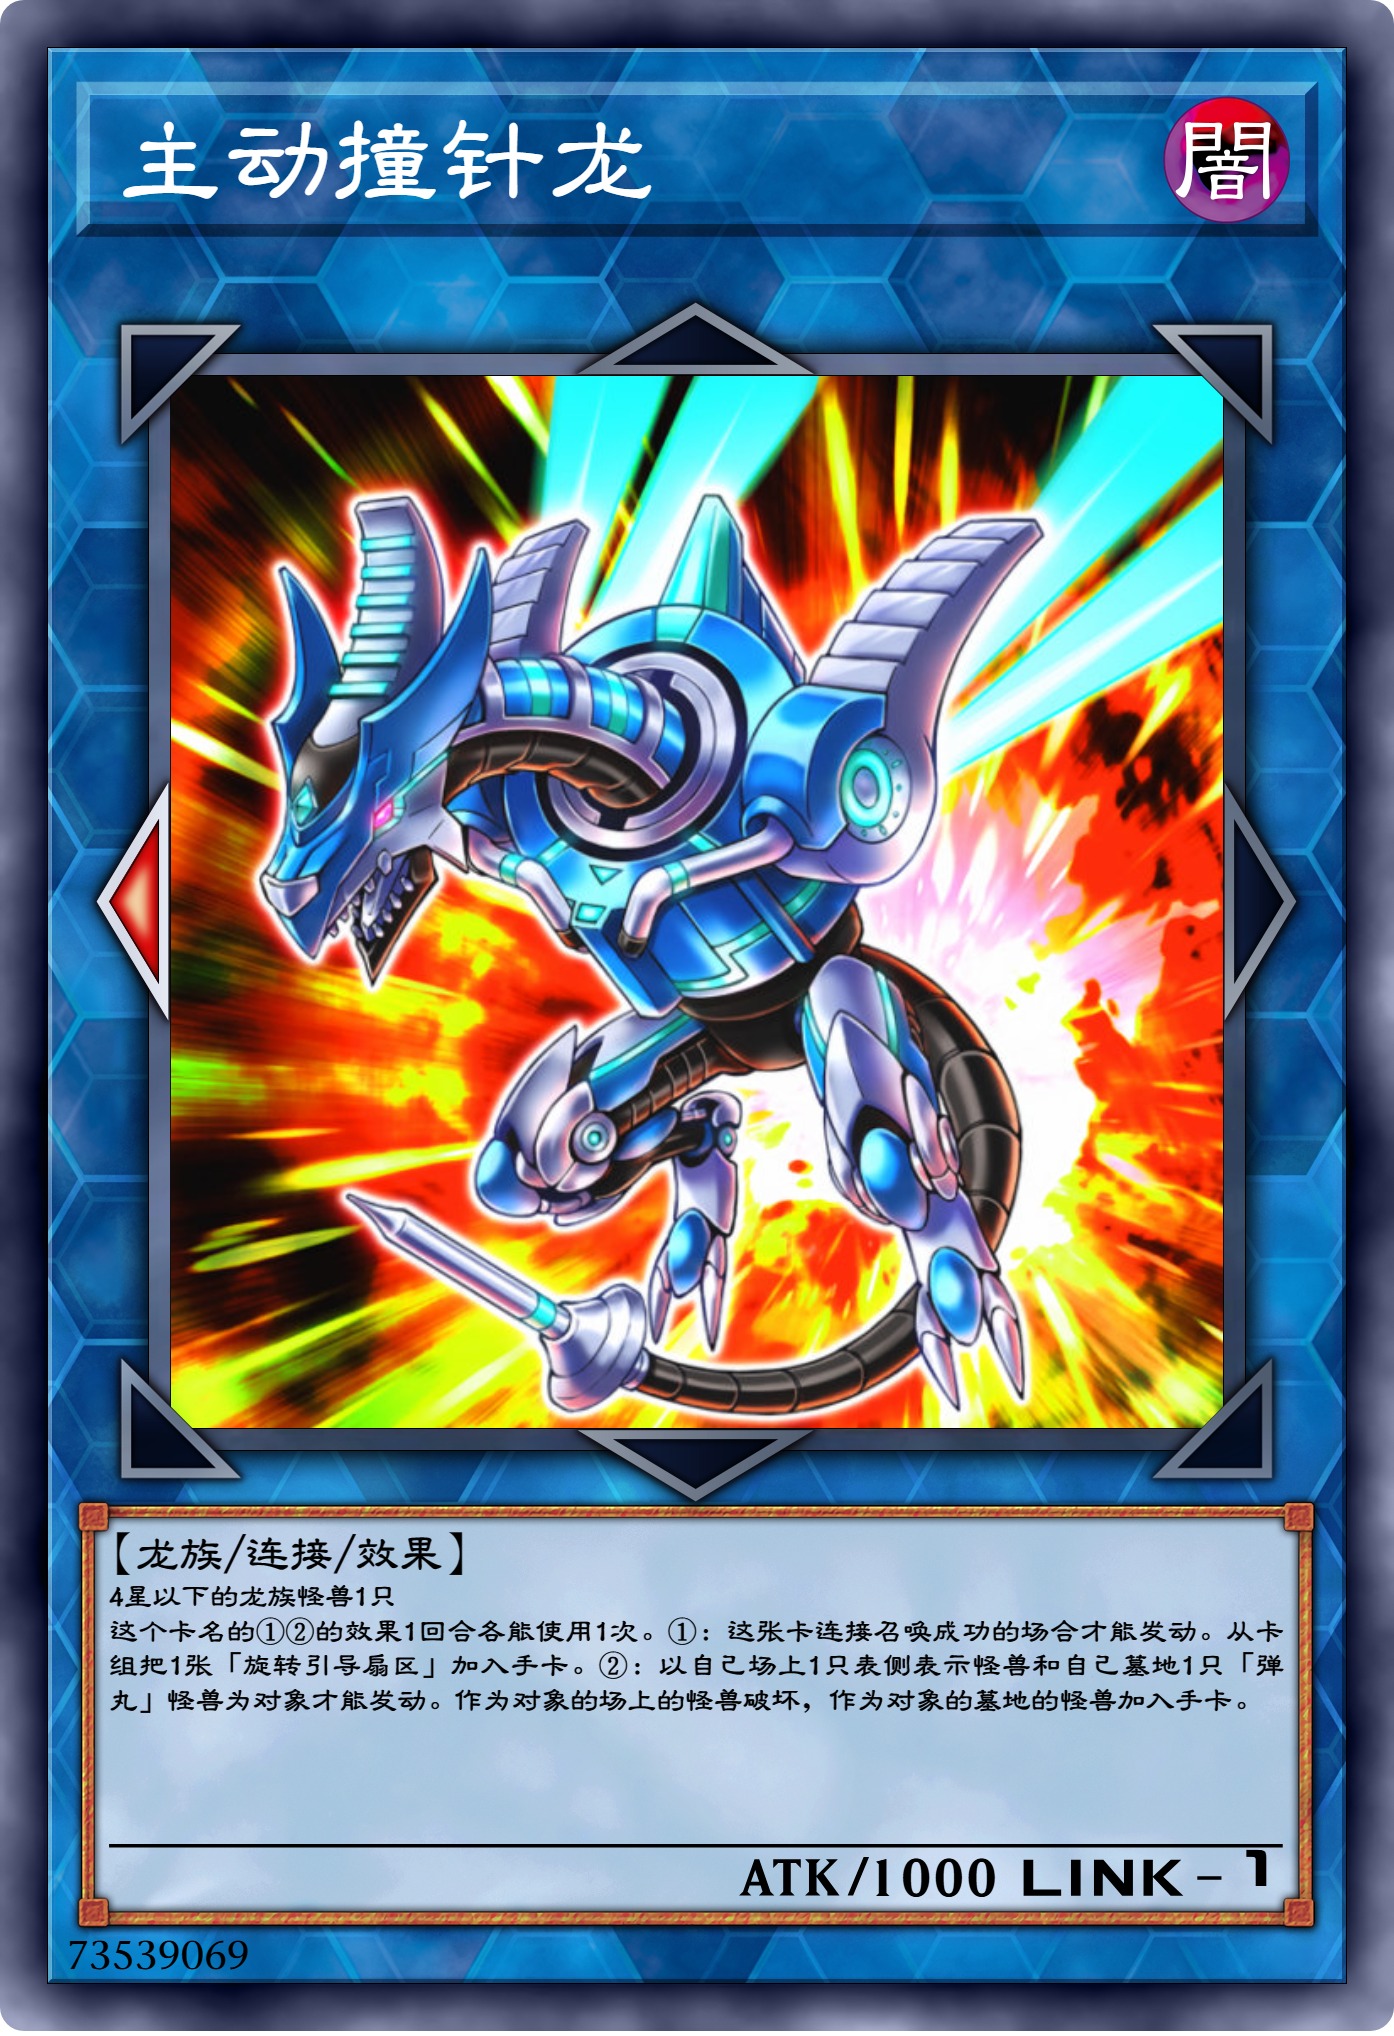 主动撞针龙
闇
【龙族/连接/效果】
4星以下的龙族怪兽1只
这个卡名的①②的效果1回合各能使用1次。①：这张卡连接召唤成功的场合才能发动。从卡
组把1张「旋转引导扇区」加入手卡。②：以自己场上1只表侧表示怪兽和自己墓地1只「弹
丸」怪兽为对象才能发动。作为对象的场上的怪兽破坏，作为对象的墓地的怪兽加入手卡。
ATK/1000 LINK-1
73539069